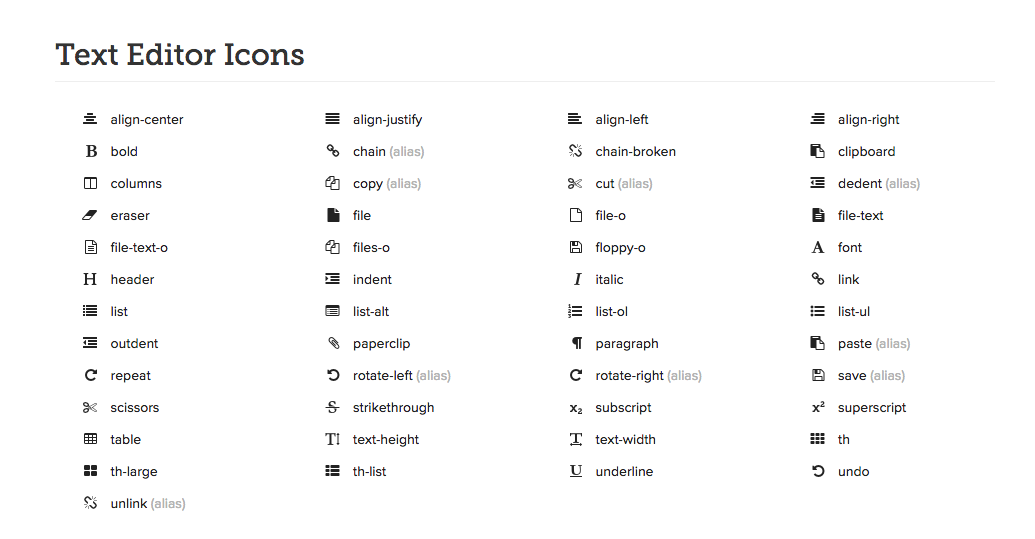 Text Editor Icons
align-center align-justify align-left align-right
bold chain (alias) chain-broken clipboard
columns copy (alias) cut (alias) dedent (alias)
eraser file file-o file-text
file-text-o files-o floppy-o font
header indent italic link
list list-alt list-ol list-ul
outdent paperclip paragraph paste (alias)
repeat rotate-left (alias) rotate-right (alias) save (alias)
scissors strikethrough subscript superscript
table text-height text-width th
th-large th-list underline undo
unlink (alias)